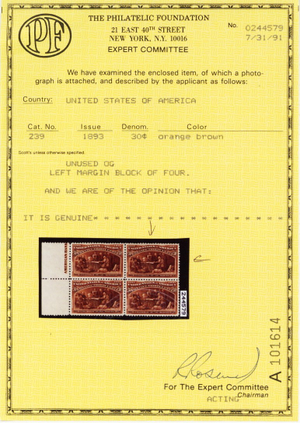 PF
THE PHILATELIC FOUNDATION
21 EAST 40TH STREET
NEW YORK, N.Y. 10016
EXPERT COMMITTEE
No. 0244579
7/31/91
We have examined the enclosed item, of which a photo-
graph is attached, and described by the applicant as follows:
Country: UNITED STATES OF AMERICA
Cat. No. Issue Denom. Color
239 1893 30¢ orange brown
Scott's unless otherwise specified
UNUSED OG
LEFT MARGIN BLOCK OF FOUR.
AND WE ARE OF THE OPINION THAT:
IT IS GENUINE
244579
A 101614
For The Expert Committee
Chairman
ACTING